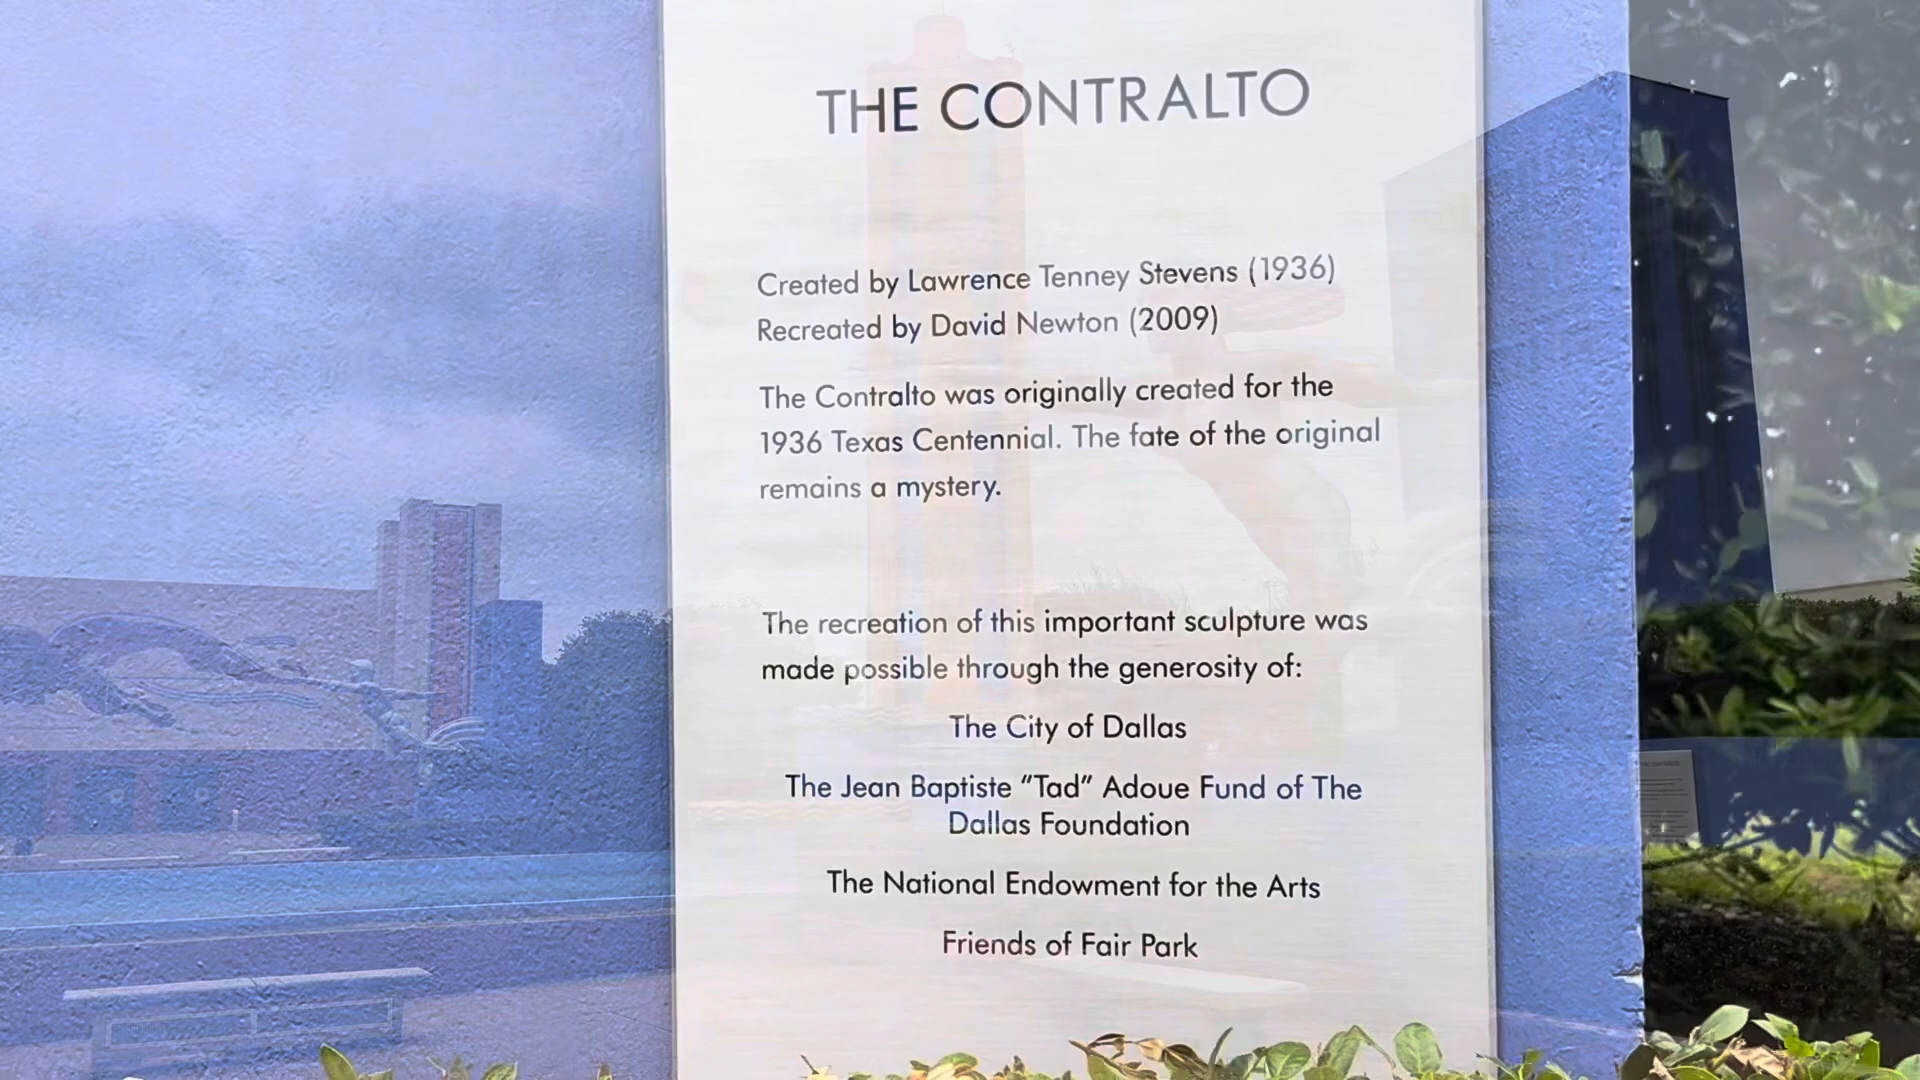 THE CONTRALTO
Created by Lawrence Tenney Stevens (1936)
Recreated by David Newton (2009)
The Contralto was originally created for the
1936 Texas Centennial. The fate of the original
remains a mystery.
The recreation of this important sculpture was
made possible through the generosity of:
The City of Dallas
The Jean Baptiste "Tad" Adoue Fund of The
Dallas Foundation
The National Endowment for the Arts
Friends of Fair Park